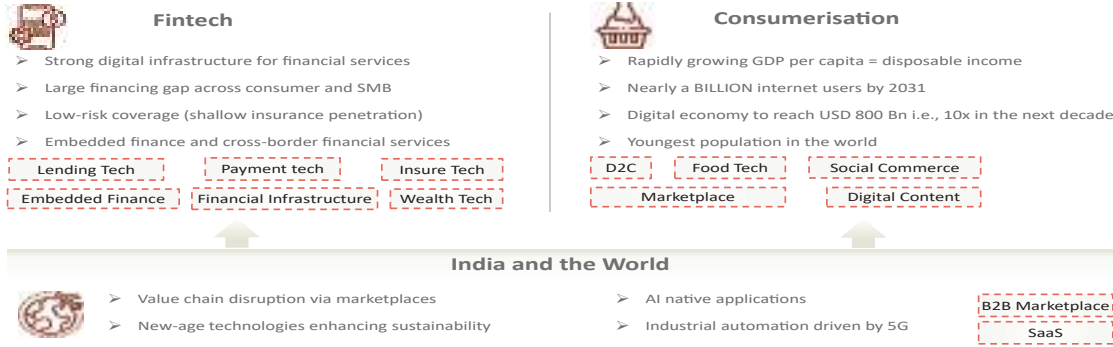 Fintech
Strong digital infrastructure for financial services
Large financing gap across consumer and SMB
Low-risk coverage (shallow insurance penetration)
Embedded finance and cross-border financial services
Lending Tech
Payment tech
Insure Tech
Embedded Finance
Financial Infrastructure
Wealth Tech
Consumerisation
Rapidly growing GDP per capita = disposable income
Nearly a BILLION internet users by 2031
Digital economy to reach USD 800 Bn i.e., 10x in the next decade
Youngest population in the world
D2C
Food Tech
Social Commerce
Marketplace
Digital Content
India and the World
Value chain disruption via marketplaces
New-age technologies enhancing sustainability
AI native applications
Industrial automation driven by 5G
B2B Marketplace
SaaS